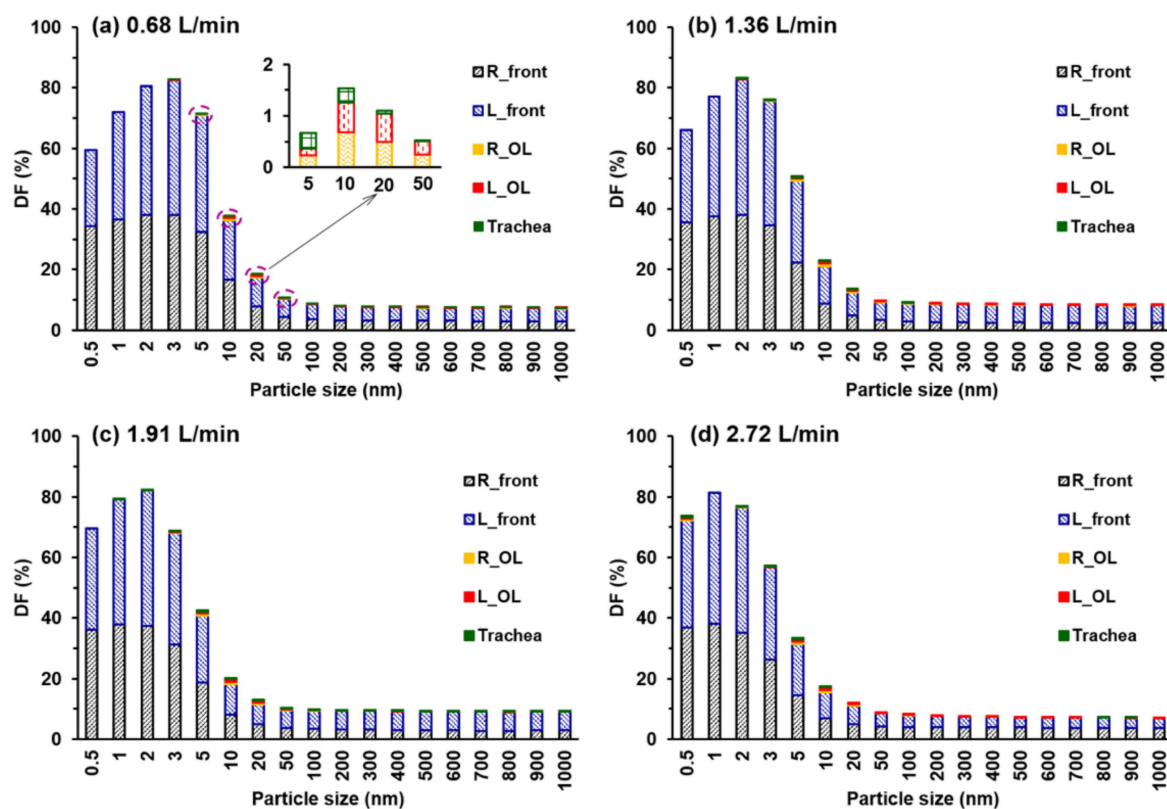 (a) 0.68 L/min
100
80
60
40
20
0
DF (%)
2
1
0
5 10 20 50
R_front
L_front
R_OL
L_OL
Trachea
0.5 1 2 3 5 10 20 50 100 200 300 400 500 600 700 800 900 1000
Particle size (nm)
(b) 1.36 L/min
100
80
60
40
20
0
DF (%)
R_front
L_front
R_OL
L_OL
Trachea
0.5 1 2 3 5 10 20 50 100 200 300 400 500 600 700 800 900 1000
Particle size (nm)
(c) 1.91 L/min
100
80
60
40
20
0
DF (%)
R_front
L_front
R_OL
L_OL
Trachea
0.5 1 2 3 5 10 20 50 100 200 300 400 500 600 700 800 900 1000
Particle size (nm)
(d) 2.72 L/min
100
80
60
40
20
0
DF (%)
R_front
L_front
R_OL
L_OL
Trachea
0.5 1 2 3 5 10 20 50 100 200 300 400 500 600 700 800 900 1000
Particle size (nm)